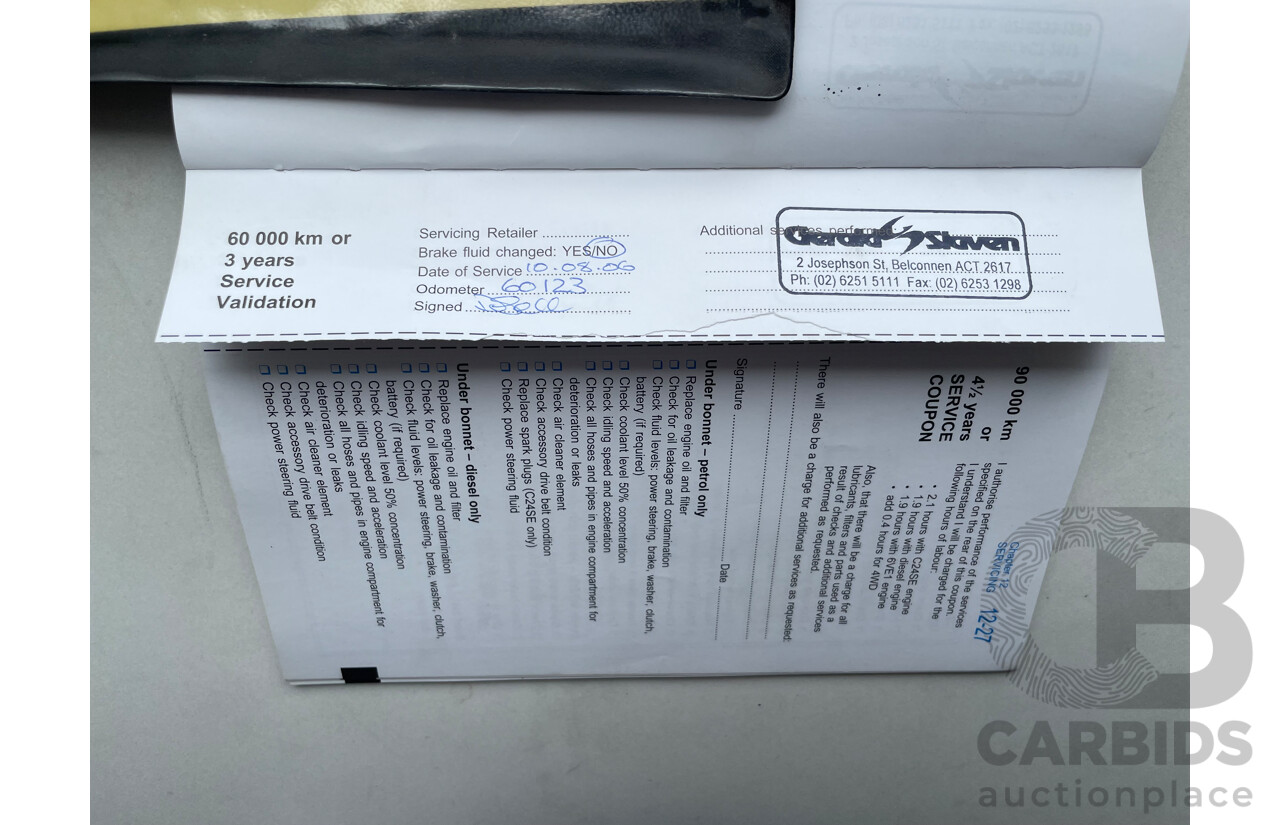 60 000 km or
3 years
Service
Validation
Servicing Retailer
Brake fluid changed: YES/NO
Date of Service 10.08.06
Odometer 60123
Signed
Additional services performed:
Gerald Slaven
2 Josephson St, Belconnen ACT 2617
Ph: (02) 6251 5111 Fax: (02) 6253 1298
90 000 km
or
4½ years
SERVICE
COUPON
Chapter 12
SERVICING 12-27
I authorise performance of the services
specified on the rear of this coupon.
I understand I will be charged for the
following hours of labour:
• 2.1 hours with C24SE engine
• 1.9 hours with diesel engine
• 1.9 hours with 6VE1 engine
add 0.4 hours for 4WD
Also, that there will be a charge for all
lubricants, filters and parts used as a
result of checks and additional services
performed as requested.
There will also be a charge for additional services as requested:
Signature Date
Under bonnet – petrol only
❏ Replace engine oil and filter
❏ Check for oil leakage and contamination
❏ Check fluid levels: power steering, brake, washer, clutch,
battery (if required)
❏ Check coolant level 50% concentration
❏ Check idling speed and acceleration
❏ Check all hoses and pipes in engine compartment for
deterioration or leaks
❏ Check air cleaner element
❏ Check accessory drive belt condition
❏ Replace spark plugs (C24SE only)
❏ Check power steering fluid
Under bonnet – diesel only
❏ Replace engine oil and filter
❏ Check for oil leakage and contamination
❏ Check fluid levels: power steering, brake, washer, clutch,
battery (if required)
❏ Check coolant level 50% concentration
❏ Check idling speed and acceleration
❏ Check all hoses and pipes in engine compartment for
deterioration or leaks
❏ Check air cleaner element
❏ Check accessory drive belt condition
❏ Check power steering fluid
CARBIDS
auctionplace